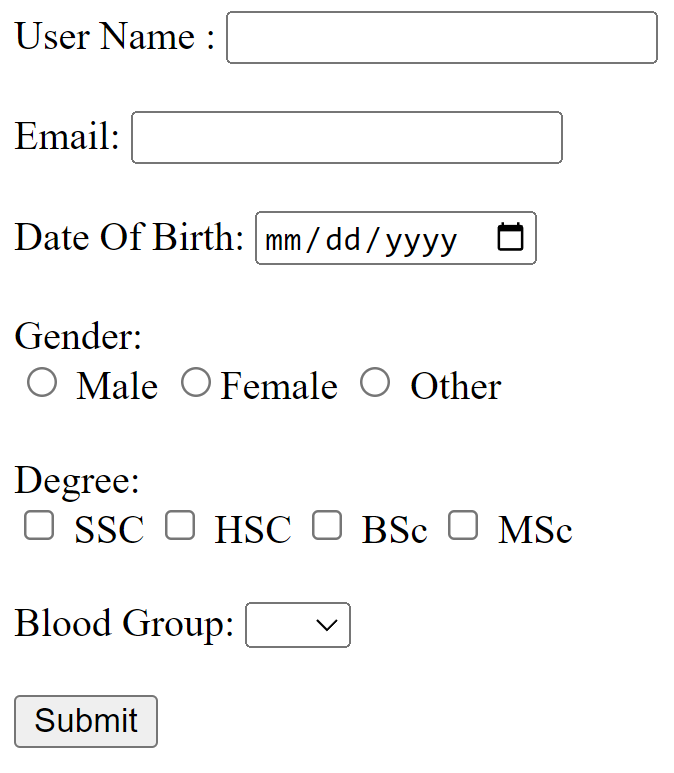 User Name :
Email:
Date Of Birth: mm/dd/yyyy
Gender:
Male Female Other
Degree:
SSC HSC BSc MSc
Blood Group:
Submit